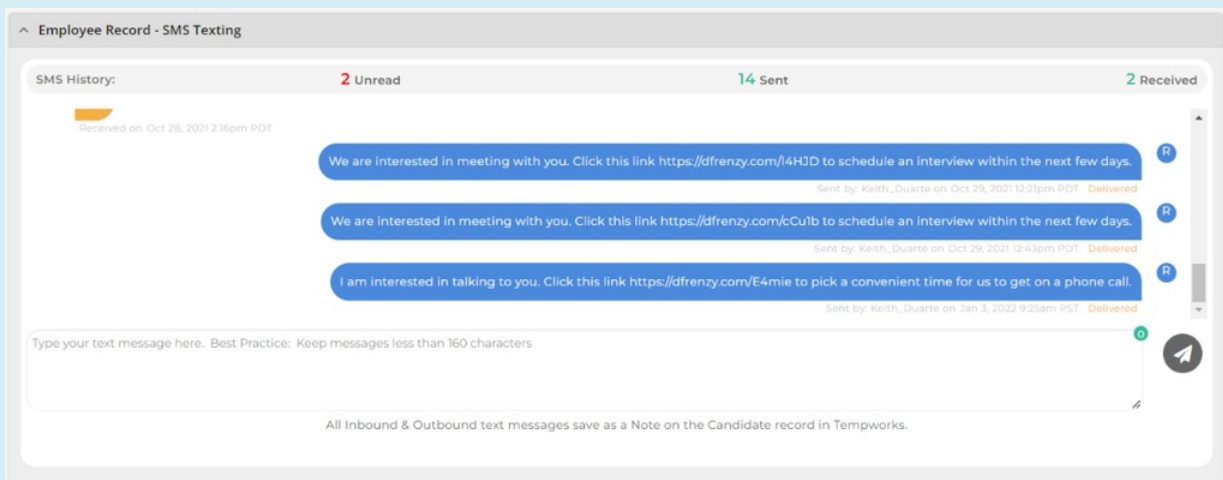 Employee Record - SMS Texting
SMS History: 2 Unread 14 Sent 2 Received
Received on Oct 28, 2021 2:16pm PDT
We are interested in meeting with you. Click this link https://dfrenzy.com/l4HJD to schedule an interview within the next few days. R
Sent by: Keith_Duarte on Oct 29, 2021 12:21pm PDT Delivered
We are interested in meeting with you. Click this link https://dfrenzy.com/cCu1b to schedule an interview within the next few days. R
Sent by: Keith_Duarte on Oct 29, 2021 12:43pm PDT Delivered
I am interested in talking to you. Click this link https://dfrenzy.com/E4mie to pick a convenient time for us to get on a phone call. R
Sent by: Keith_Duarte on Jan 3, 2022 9:25am PST Delivered
Type your text message here. Best Practice: Keep messages less than 160 characters 0
All Inbound & Outbound text messages save as a Note on the Candidate record in Tempworks.